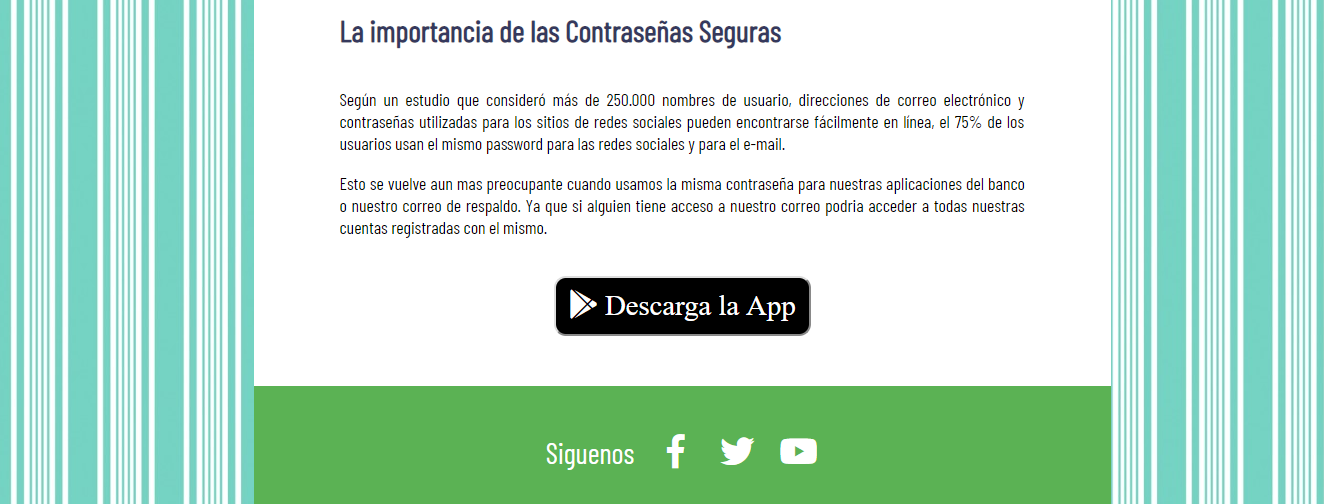 La importancia de las Contraseñas Seguras
Según un estudio que consideró más de 250.000 nombres de usuario, direcciones de correo electrónico y
contraseñas utilizadas para los sitios de redes sociales pueden encontrarse fácilmente en línea, el 75% de los
usuarios usan el mismo password para las redes sociales y para el e-mail.
Esto se vuelve aun mas preocupante cuando usamos la misma contraseña para nuestras aplicaciones del banco
o nuestro correo de respaldo. Ya que si alguien tiene acceso a nuestro correo podria acceder a todas nuestras
cuentas registradas con el mismo.
Descarga la App
Siguenos